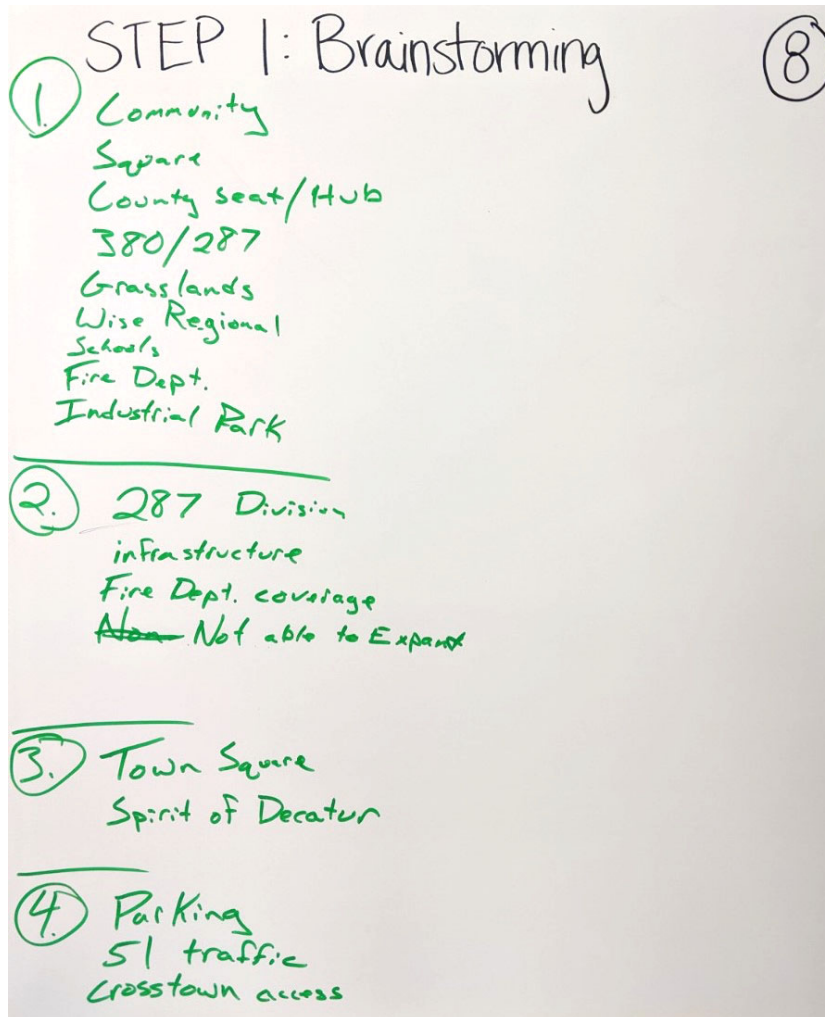 STEP 1: Brainstorming
8
1. Community
Square
County seat/Hub
380/287
Grasslands
Wise Regional
Schools
Fire Dept.
Industrial Park
2. 287 Division
infrastructure
Fire Dept. coverage
Not able to Expand
3. Town Square
Spirit of Decatur
4. Parking
51 traffic
Crosstown access